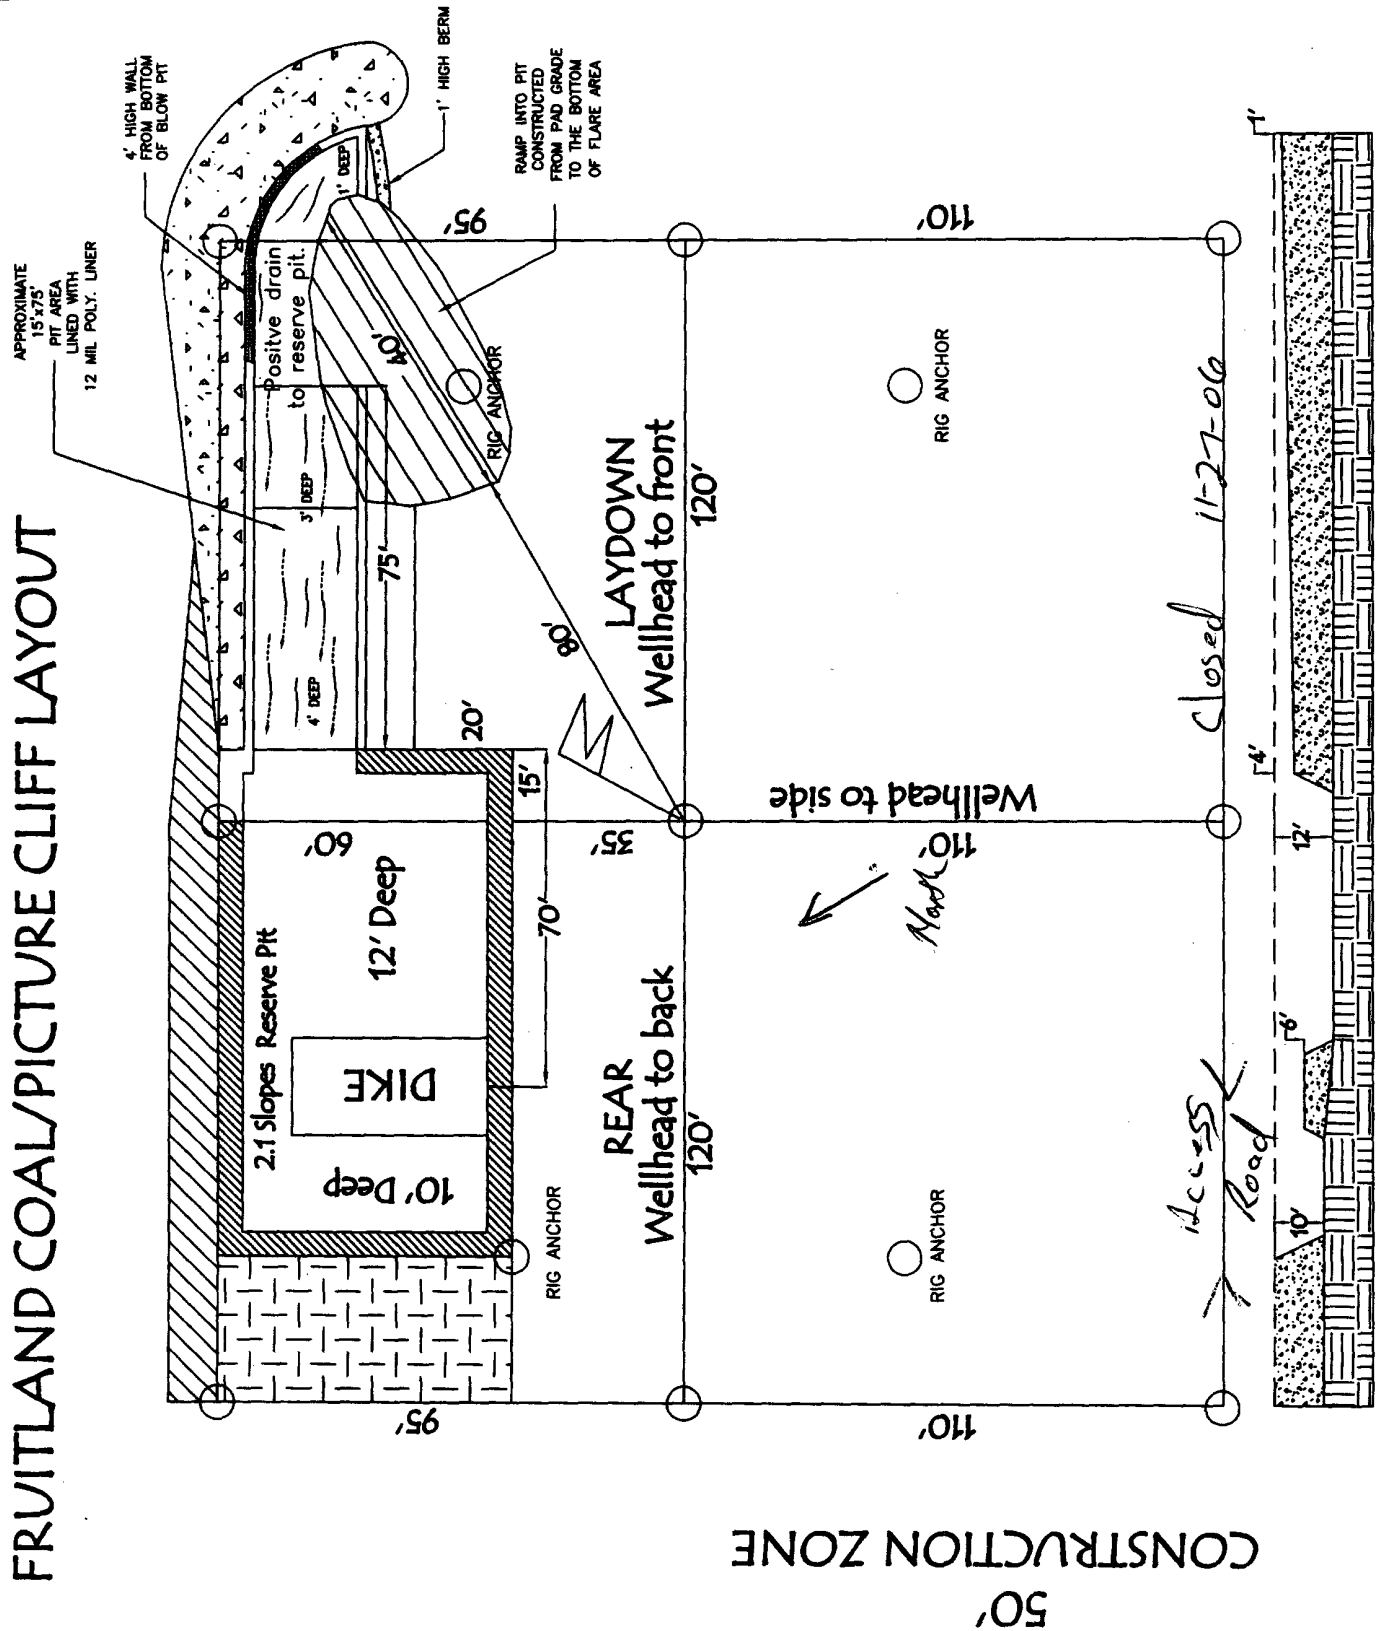 FRUITLAND COAL/PICTURE CLIFF LAYOUT
APPROXIMATE
15'x75'
PIT AREA
LINED WITH
12 MIL POLY. LINER
4' HIGH WALL
FROM BOTTOM
OF BLOW PIT
1' HIGH BERM
RAMP INTO PIT
CONSTRUCTED
FROM PAD GRADE
TO THE BOTTOM
OF FLARE AREA
1' DEEP
Positve drain
to reserve pit.
3' DEEP
4' DEEP
75'
40'
RIG ANCHOR
80'
95'
20'
15'
2.1 Slopes Reserve Pit
60'
12' Deep
DIKE
10' Deep
70'
35'
95'
RIG ANCHOR
REAR
Wellhead to back
120'
LAYDOWN
Wellhead to front
120'
Wellhead to side
110'
110'
110'
North
RIG ANCHOR
RIG ANCHOR
Closed 11-27-06
Access
Road
1'
4'
12'
6'
10'
50'
CONSTRUCTION ZONE